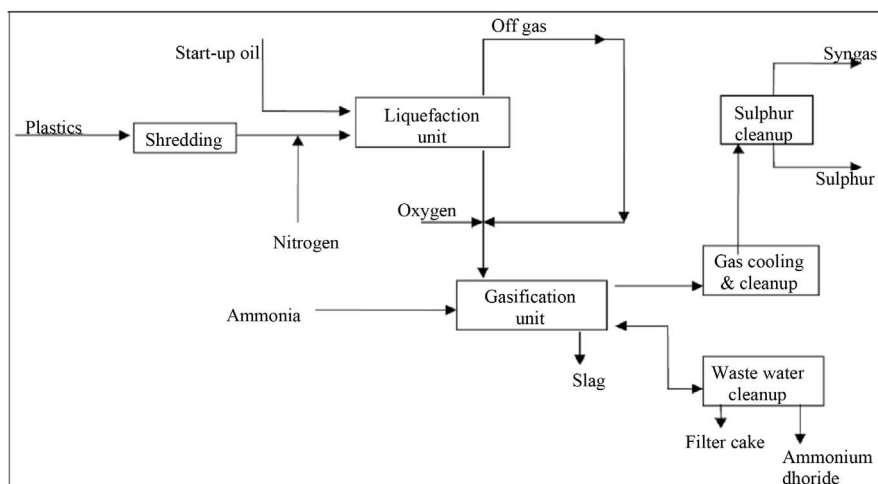 Off gas
Start-up oil
Syngas
Plastics
Shredding
Liquefaction
unit
Sulphur
cleanup
Sulphur
Oxygen
Nitrogen
Gas cooling
& cleanup
Gasification
unit
Ammonia
Slag
Waste water
cleanup
Filter cake
Ammonium
dhoride